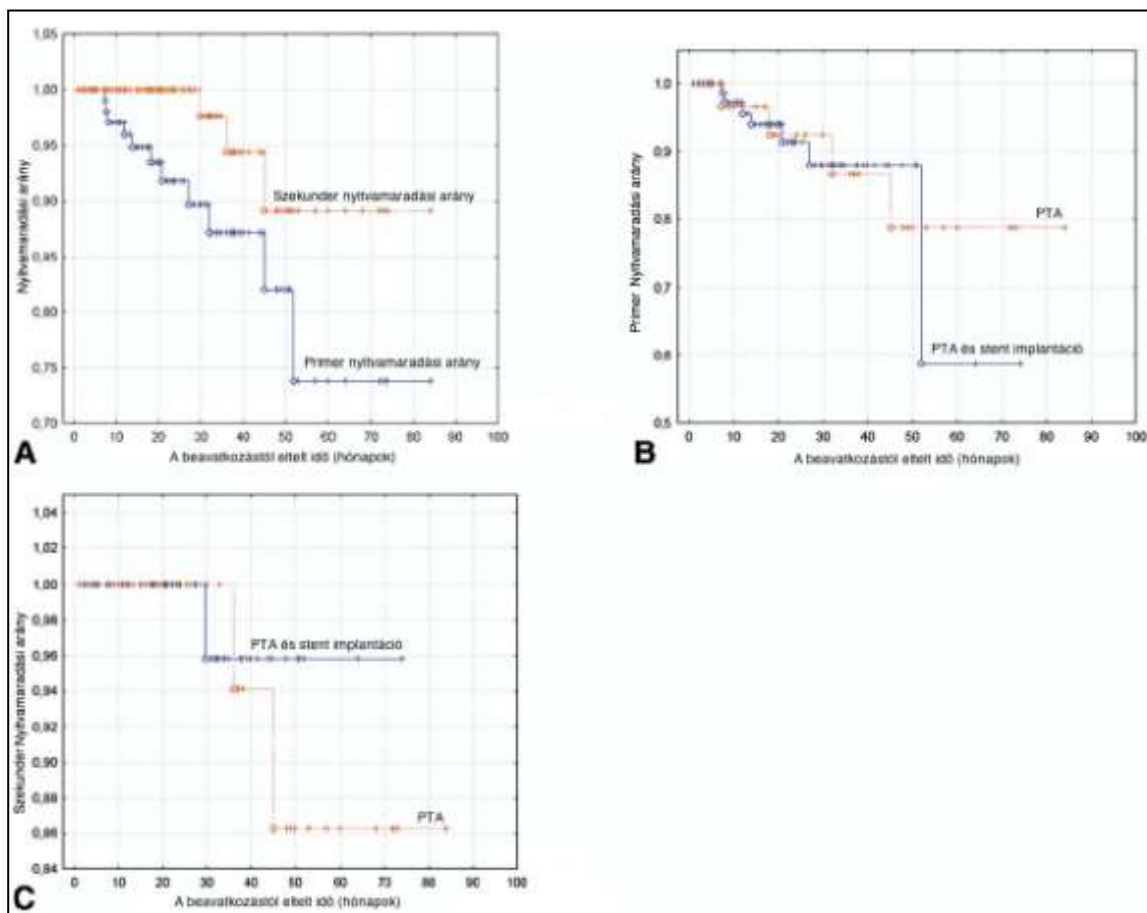 1,05
1,00
0,95
0,90
0,85
0,80
0,75
0,70
Nyitvamaradási arány
Szekunder nyitvamaradási arány
Primer nyitvamaradási arány
0 10 20 30 40 50 60 70 80 90 100
A beavatkozástól eltelt idő (hónapok)
A
1,0
0,9
0,8
0,7
0,6
0,5
Primer Nyitvamaradási arány
PTA
PTA és stent implantáció
0 10 20 30 40 50 60 70 80 90 100
A beavatkozástól eltelt idő (hónapok)
B
1,04
1,02
1,00
0,98
0,96
0,94
0,92
0,90
0,88
0,86
0,84
Szekunder Nyitvamaradási arány
PTA és stent implantáció
PTA
0 10 20 30 40 50 60 70 80 90 100
A beavatkozástól eltelt idő (hónapok)
C